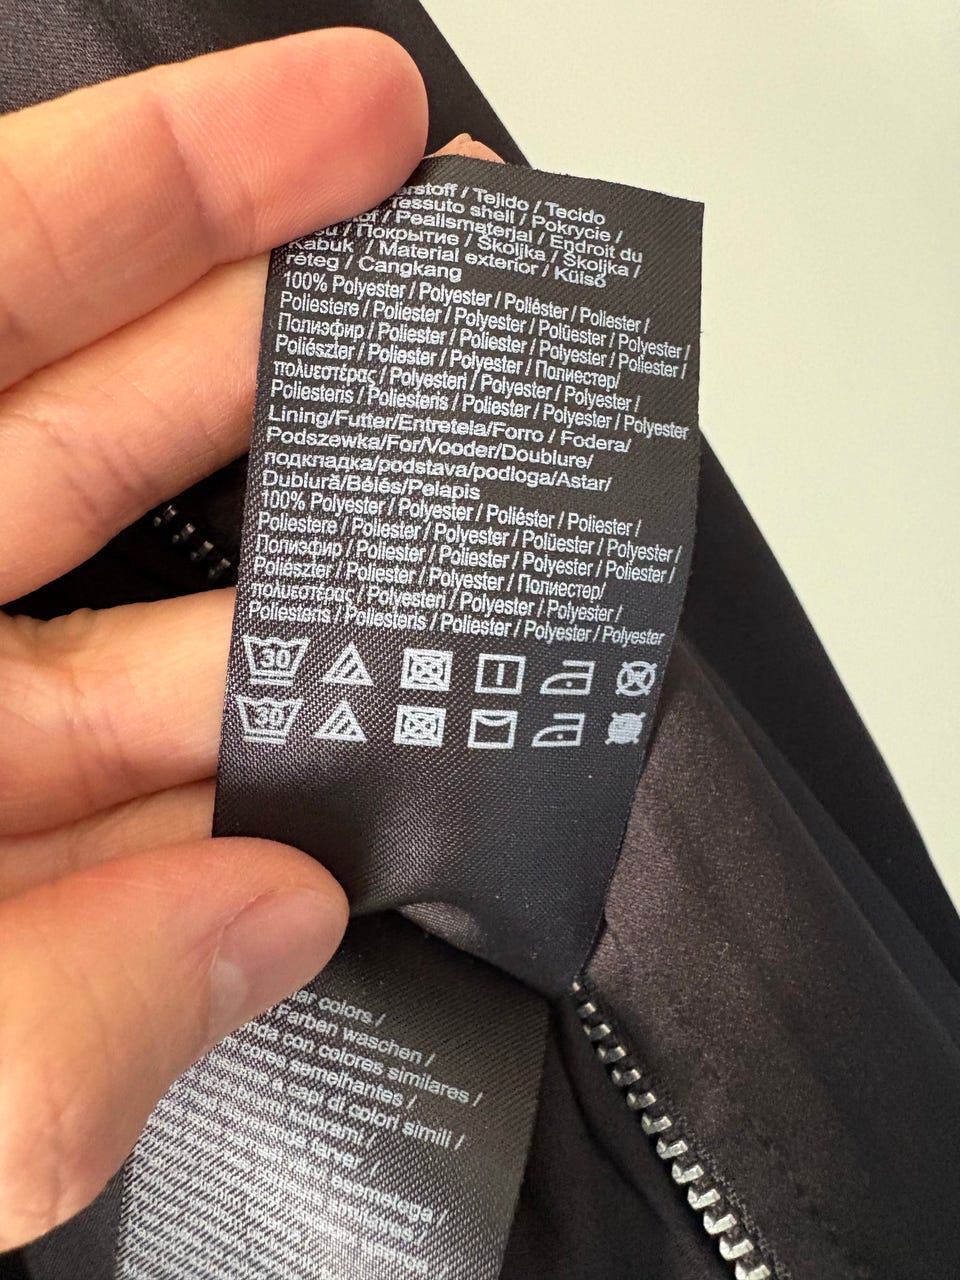 / Tejido / Tecido
Tessuto shell / Pokrycie /
/ Pealismaterjal / Endroit du
/ Покрытие / Školjka / Školjka /
Kabuk / Material exterior / Külső
réteg / Cangkang
100% Polyester / Polyester / Poliéster / Poliester /
Poliestere / Poliester / Polyester / Polüester / Polyester /
Полиэфир / Poliester / Poliester / Polyester / Poliester /
Poliészter / Poliester / Polyester / Полиестер/
πολυεστέρας / Polyesteri / Polyester / Polyester /
Poliesteris / Poliesteris / Poliester / Polyester / Polyester
Lining/Futter/Entretela/Forro / Fodera/
Podszewka/For/Vooder/Doublure/
подкладка/podstava/podloga/Astar/
Dublură/Bélés/Pelapis
100% Polyester / Polyester / Poliéster / Poliester /
Poliestere / Poliester / Polyester / Polüester / Polyester /
Полиэфир / Poliester / Poliester / Polyester / Poliester /
Poliészter / Poliester / Polyester / Полиестер/
πολυεστέρας / Polyesteri / Polyester / Polyester /
Poliesteris / Poliesteris / Poliester / Polyester / Polyester
30
30
colors /
Farben waschen /
con colores similares /
cores semelhantes /
capi di colori simili /
kolorami /
farver /